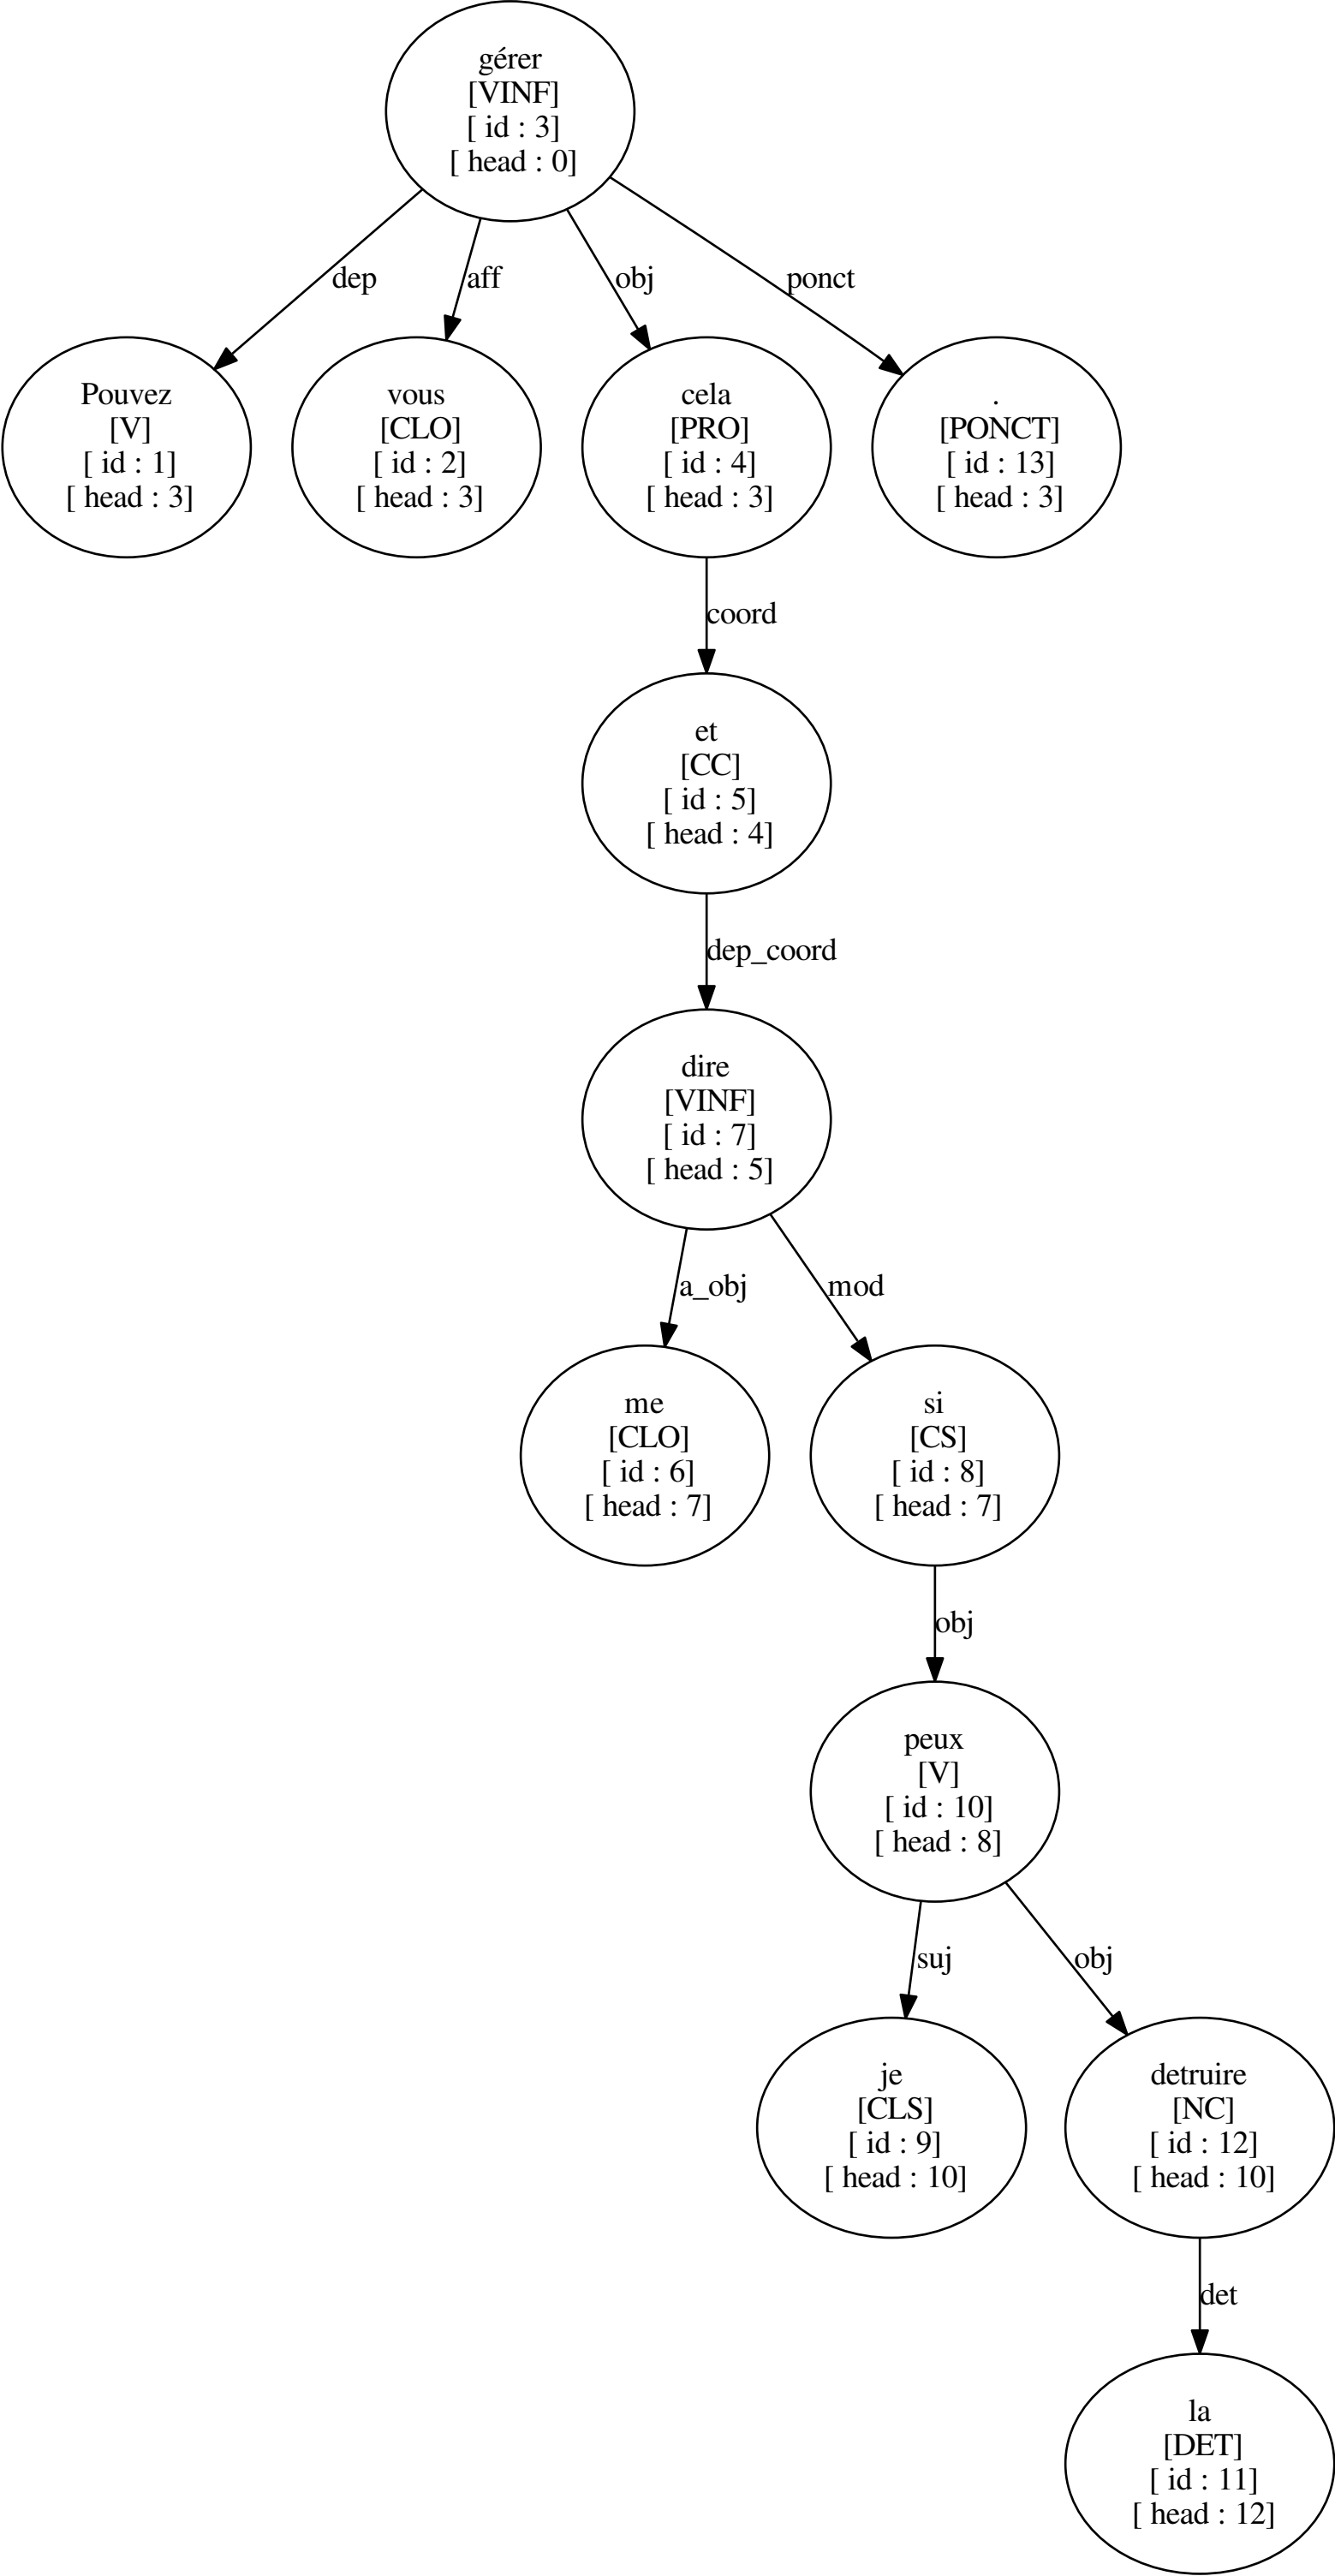 gérer
[VINF]
[ id : 3]
[ head : 0]
dep
aff
obj
ponct
Pouvez
[V]
[ id : 1]
[ head : 3]
vous
[CLO]
[ id : 2]
[ head : 3]
cela
[PRO]
[ id : 4]
[ head : 3]
.
[PONCT]
[ id : 13]
[ head : 3]
coord
et
[CC]
[ id : 5]
[ head : 4]
dep_coord
dire
[VINF]
[ id : 7]
[ head : 5]
a_obj
mod
me
[CLO]
[ id : 6]
[ head : 7]
si
[CS]
[ id : 8]
[ head : 7]
obj
peux
[V]
[ id : 10]
[ head : 8]
suj
obj
je
[CLS]
[ id : 9]
[ head : 10]
detruire
[NC]
[ id : 12]
[ head : 10]
det
la
[DET]
[ id : 11]
[ head : 12]